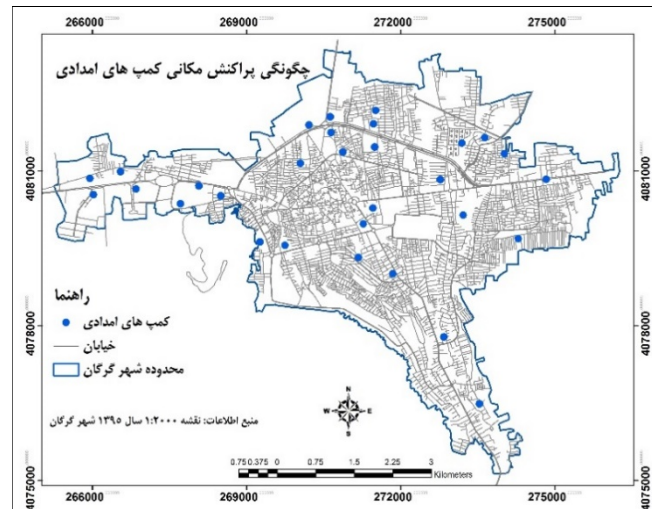 266000 269000 272000 275000
چگونگی پراکنش مکانی کمپ های امدادی
4081000 4081000
راهنما
کمپ های امدادی
خیابان
محدوده شهر گرگان
4078000 4078000
منبع اطلاعات: نقشه ۱:۲۰۰۰ سال ۱۳۹۵ شهر گرگان
N
W E
S
0.75 0.375 0 0.75 1.5 2.25 3
Kilometers
4075000 4075000
266000 269000 272000 275000